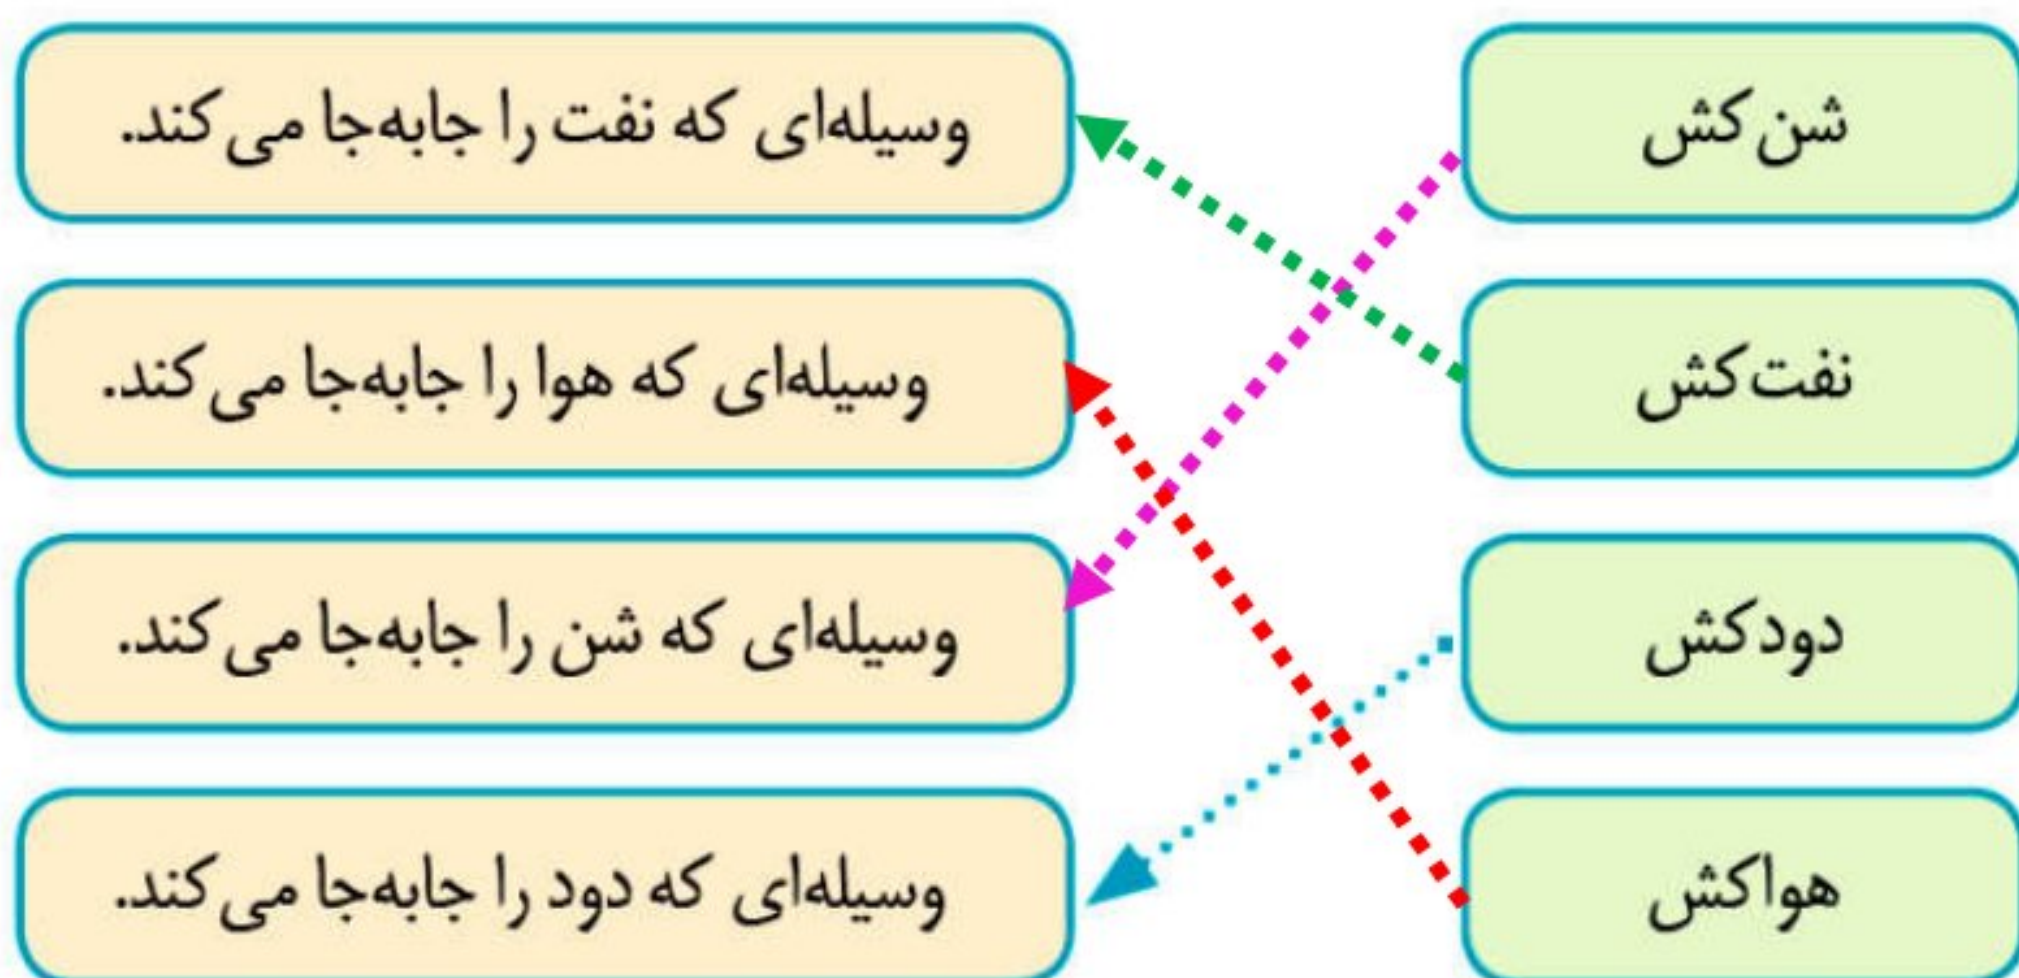 شن‌کش
وسیله‌ای که نفت را جابه‌جا می‌کند.
نفت‌کش
وسیله‌ای که هوا را جابه‌جا می‌کند.
دودکش
وسیله‌ای که شن را جابه‌جا می‌کند.
هواکش
وسیله‌ای که دود را جابه‌جا می‌کند.